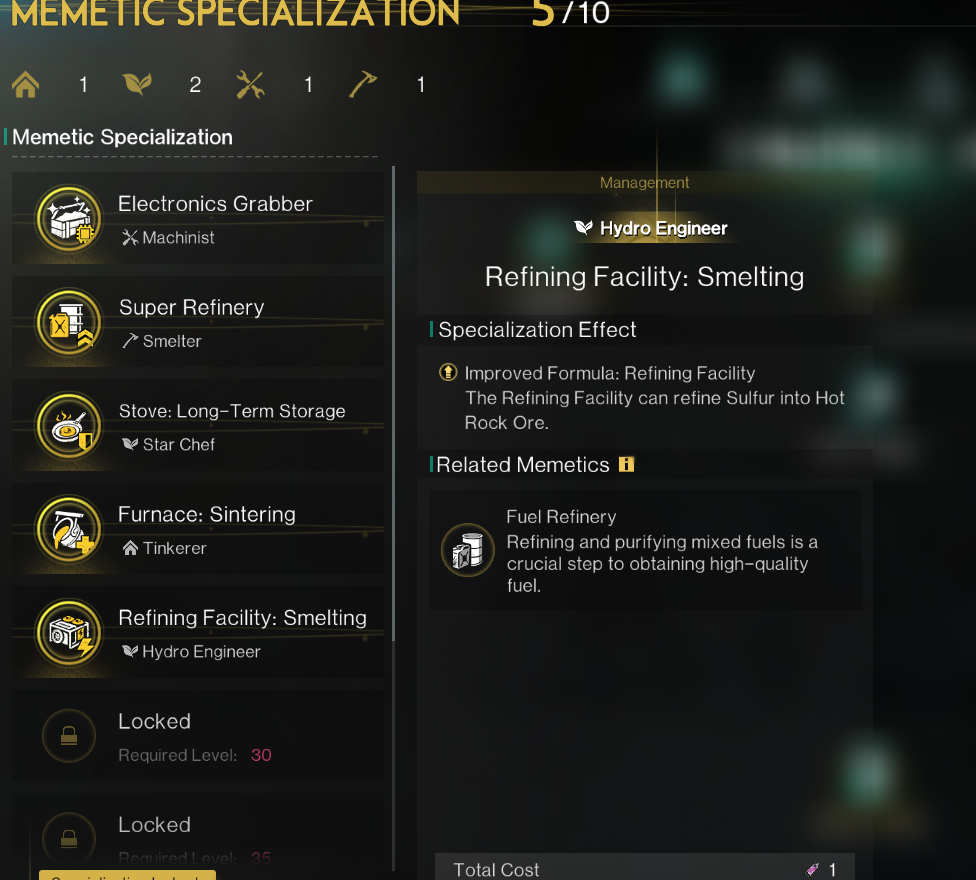 MEMETIC SPECIALIZATION 5/10
1 2 1 1
Memetic Specialization
Electronics Grabber
Machinist
Super Refinery
Smelter
Stove: Long-Term Storage
Star Chef
Furnace: Sintering
Tinkerer
Refining Facility: Smelting
Hydro Engineer
Locked
Required Level: 30
Locked
Required Level: 35
Management
Hydro Engineer
Refining Facility: Smelting
Specialization Effect
Improved Formula: Refining Facility
The Refining Facility can refine Sulfur into Hot
Rock Ore.
Related Memetics
Fuel Refinery
Refining and purifying mixed fuels is a
crucial step to obtaining high-quality
fuel.
Total Cost 1